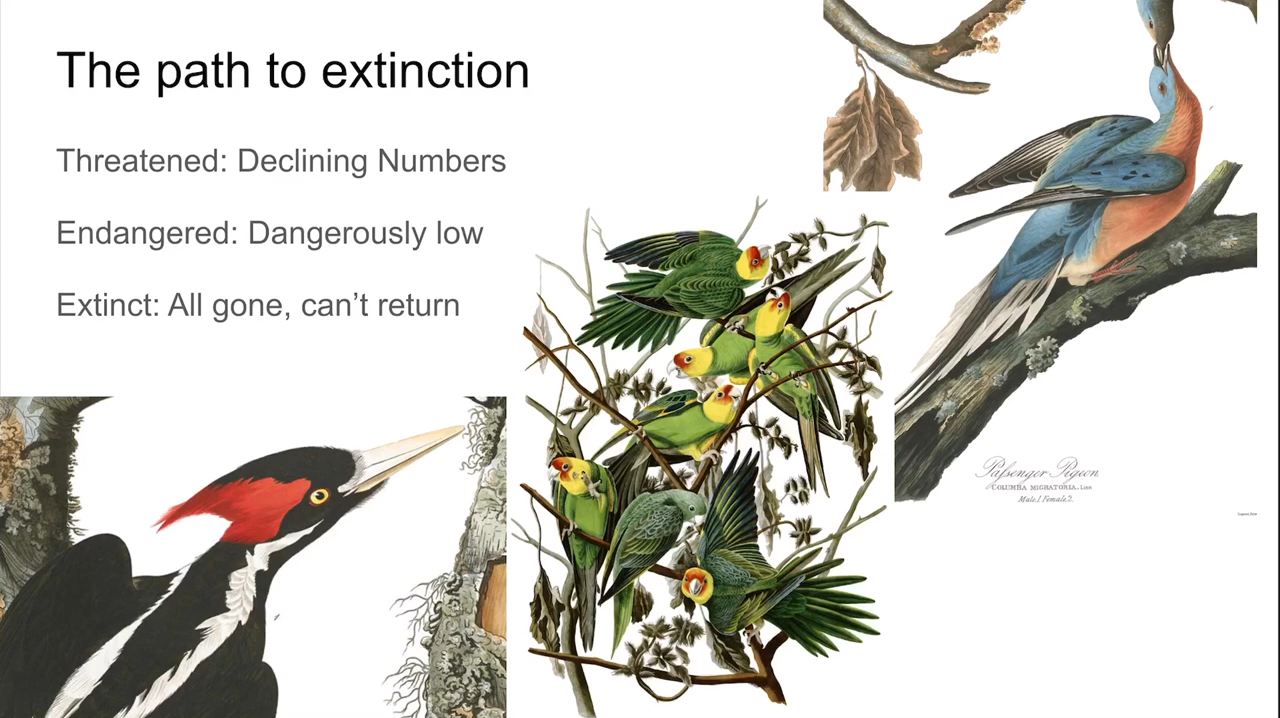 The path to extinction
Threatened: Declining Numbers
Endangered: Dangerously low
Extinct: All gone, can’t return
Passenger Pigeon
COLUMBA MIGRATORIA. Linn
Male 1. Female 2.